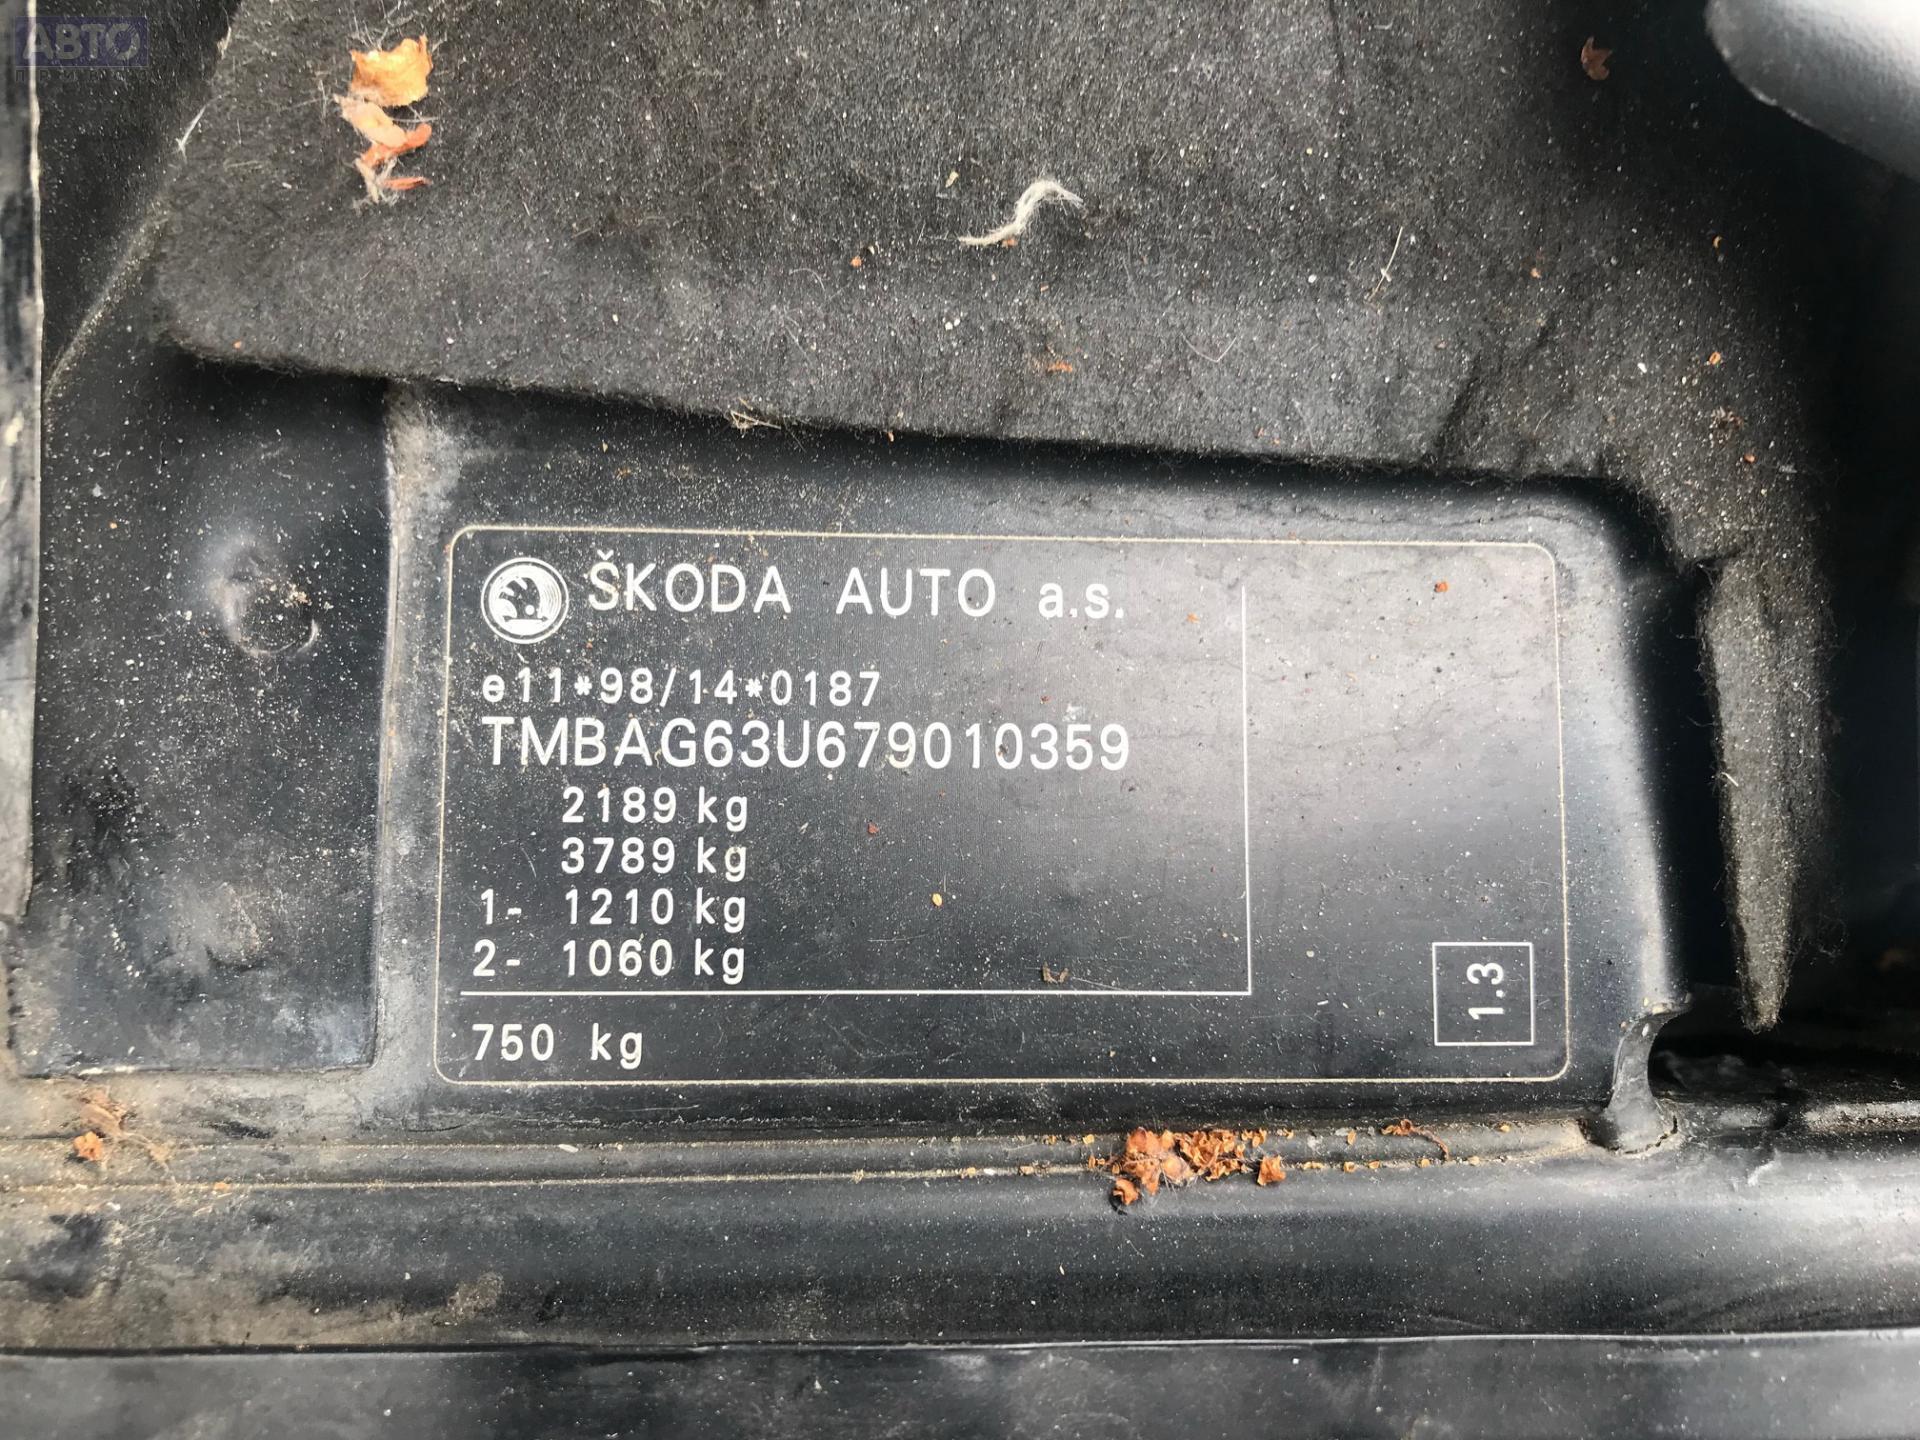 АВТО
ПРИВОЗ
ŠKODA AUTO a.s.
e11*98/14*0187
TMBAG63U679010359
2189 kg
3789 kg
1- 1210 kg
2- 1060 kg
750 kg
1.3